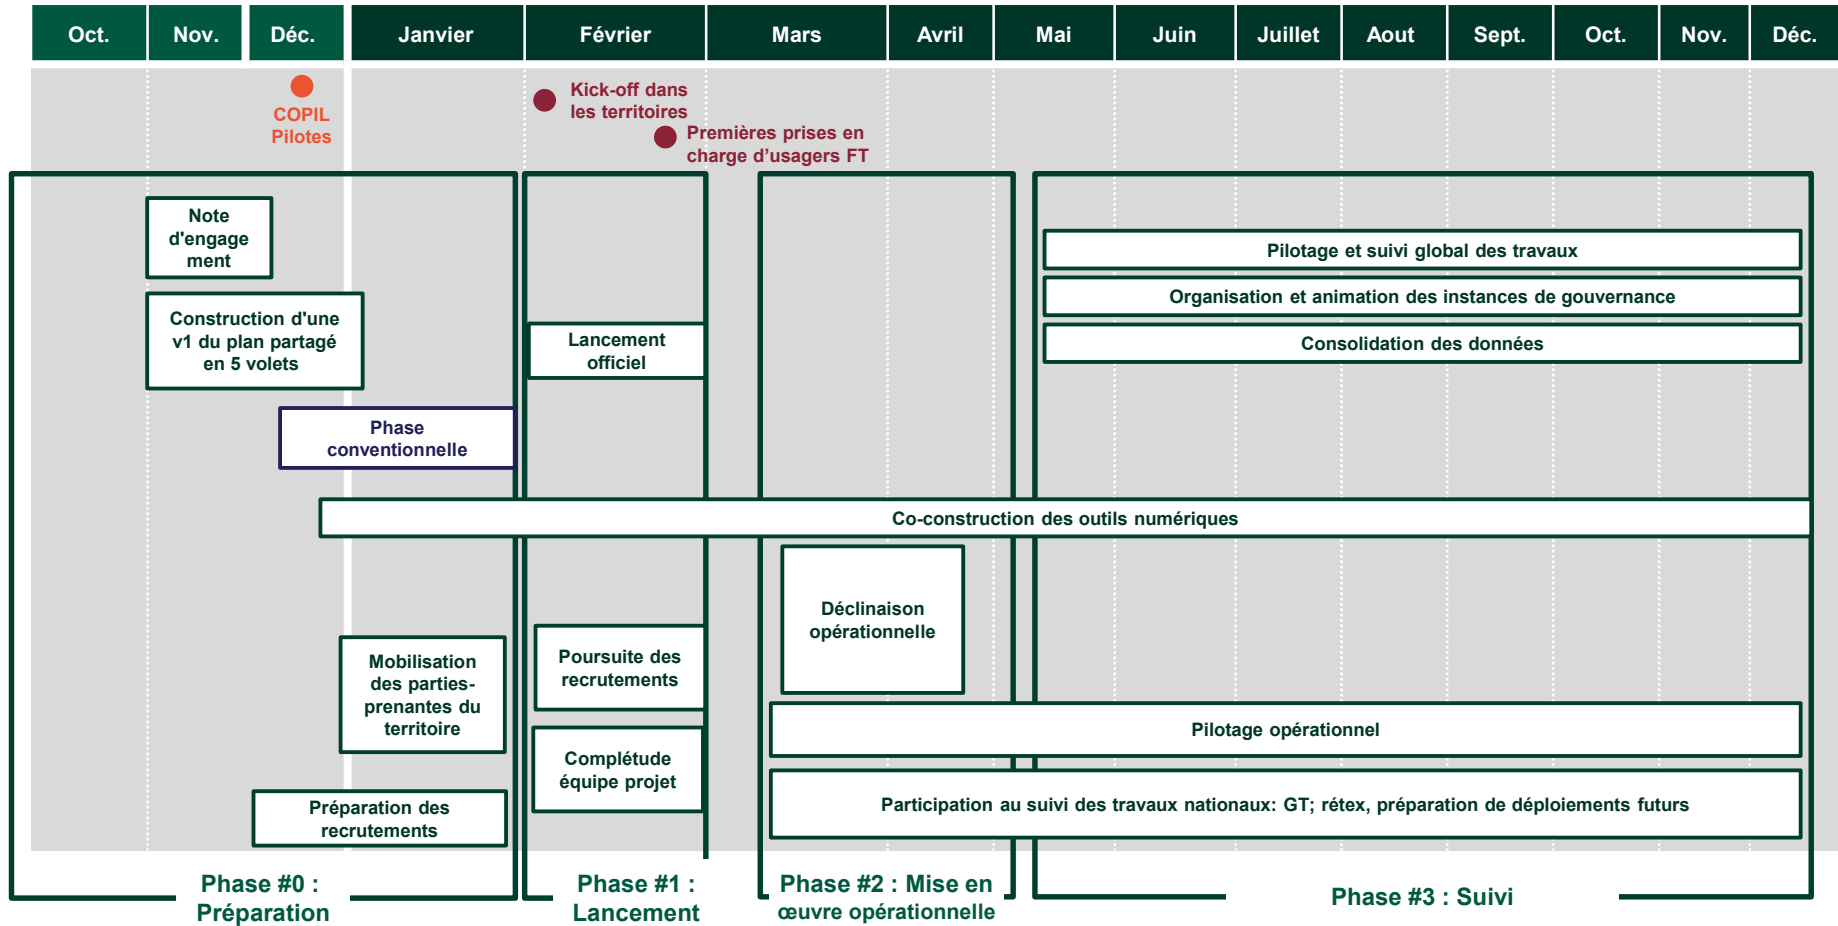 Oct.
Nov.
Déc.
Janvier
Février
Mars
Avril
Mai
Juin
Juillet
Aout
Sept.
Oct.
Nov.
Déc.
COPIL
Pilotes
Kick-off dans
les territoires
Premières prises en
charge d’usagers FT
Note
d'engage
ment
Construction d'une
v1 du plan partagé
en 5 volets
Lancement
officiel
Pilotage et suivi global des travaux
Organisation et animation des instances de gouvernance
Consolidation des données
Phase
conventionnelle
Co-construction des outils numériques
Déclinaison
opérationnelle
Mobilisation
des parties-
prenantes du
territoire
Poursuite des
recrutements
Pilotage opérationnel
Complétude
équipe projet
Préparation des
recrutements
Participation au suivi des travaux nationaux: GT; rétex, préparation de déploiements futurs
Phase #0 :
Préparation
Phase #1 :
Lancement
Phase #2 : Mise en
œuvre opérationnelle
Phase #3 : Suivi